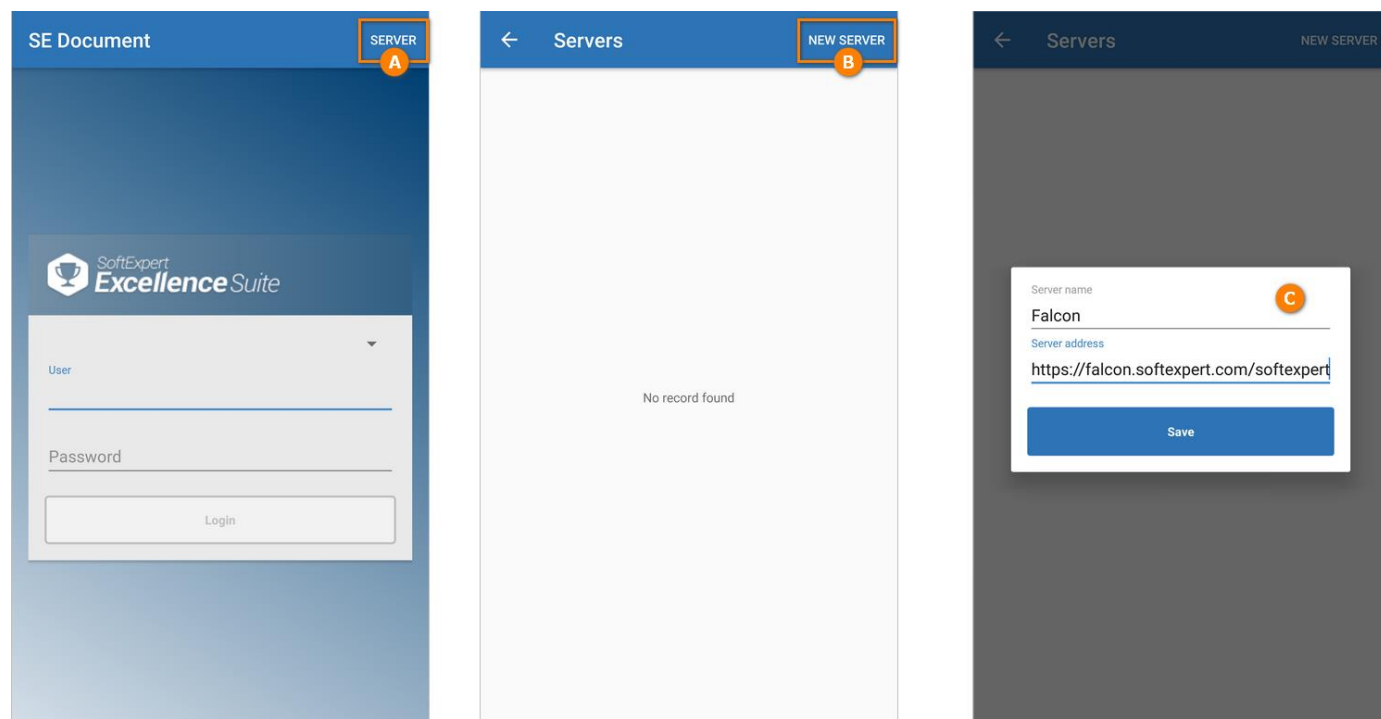 SE Document
SERVER
A
SoftExpert
Excellence Suite
User
Password
Login
Servers
NEW SERVER
B
No record found
Servers
NEW SERVER
Server name
C
Falcon
Server address
https://falcon.softexpert.com/softexpert
Save